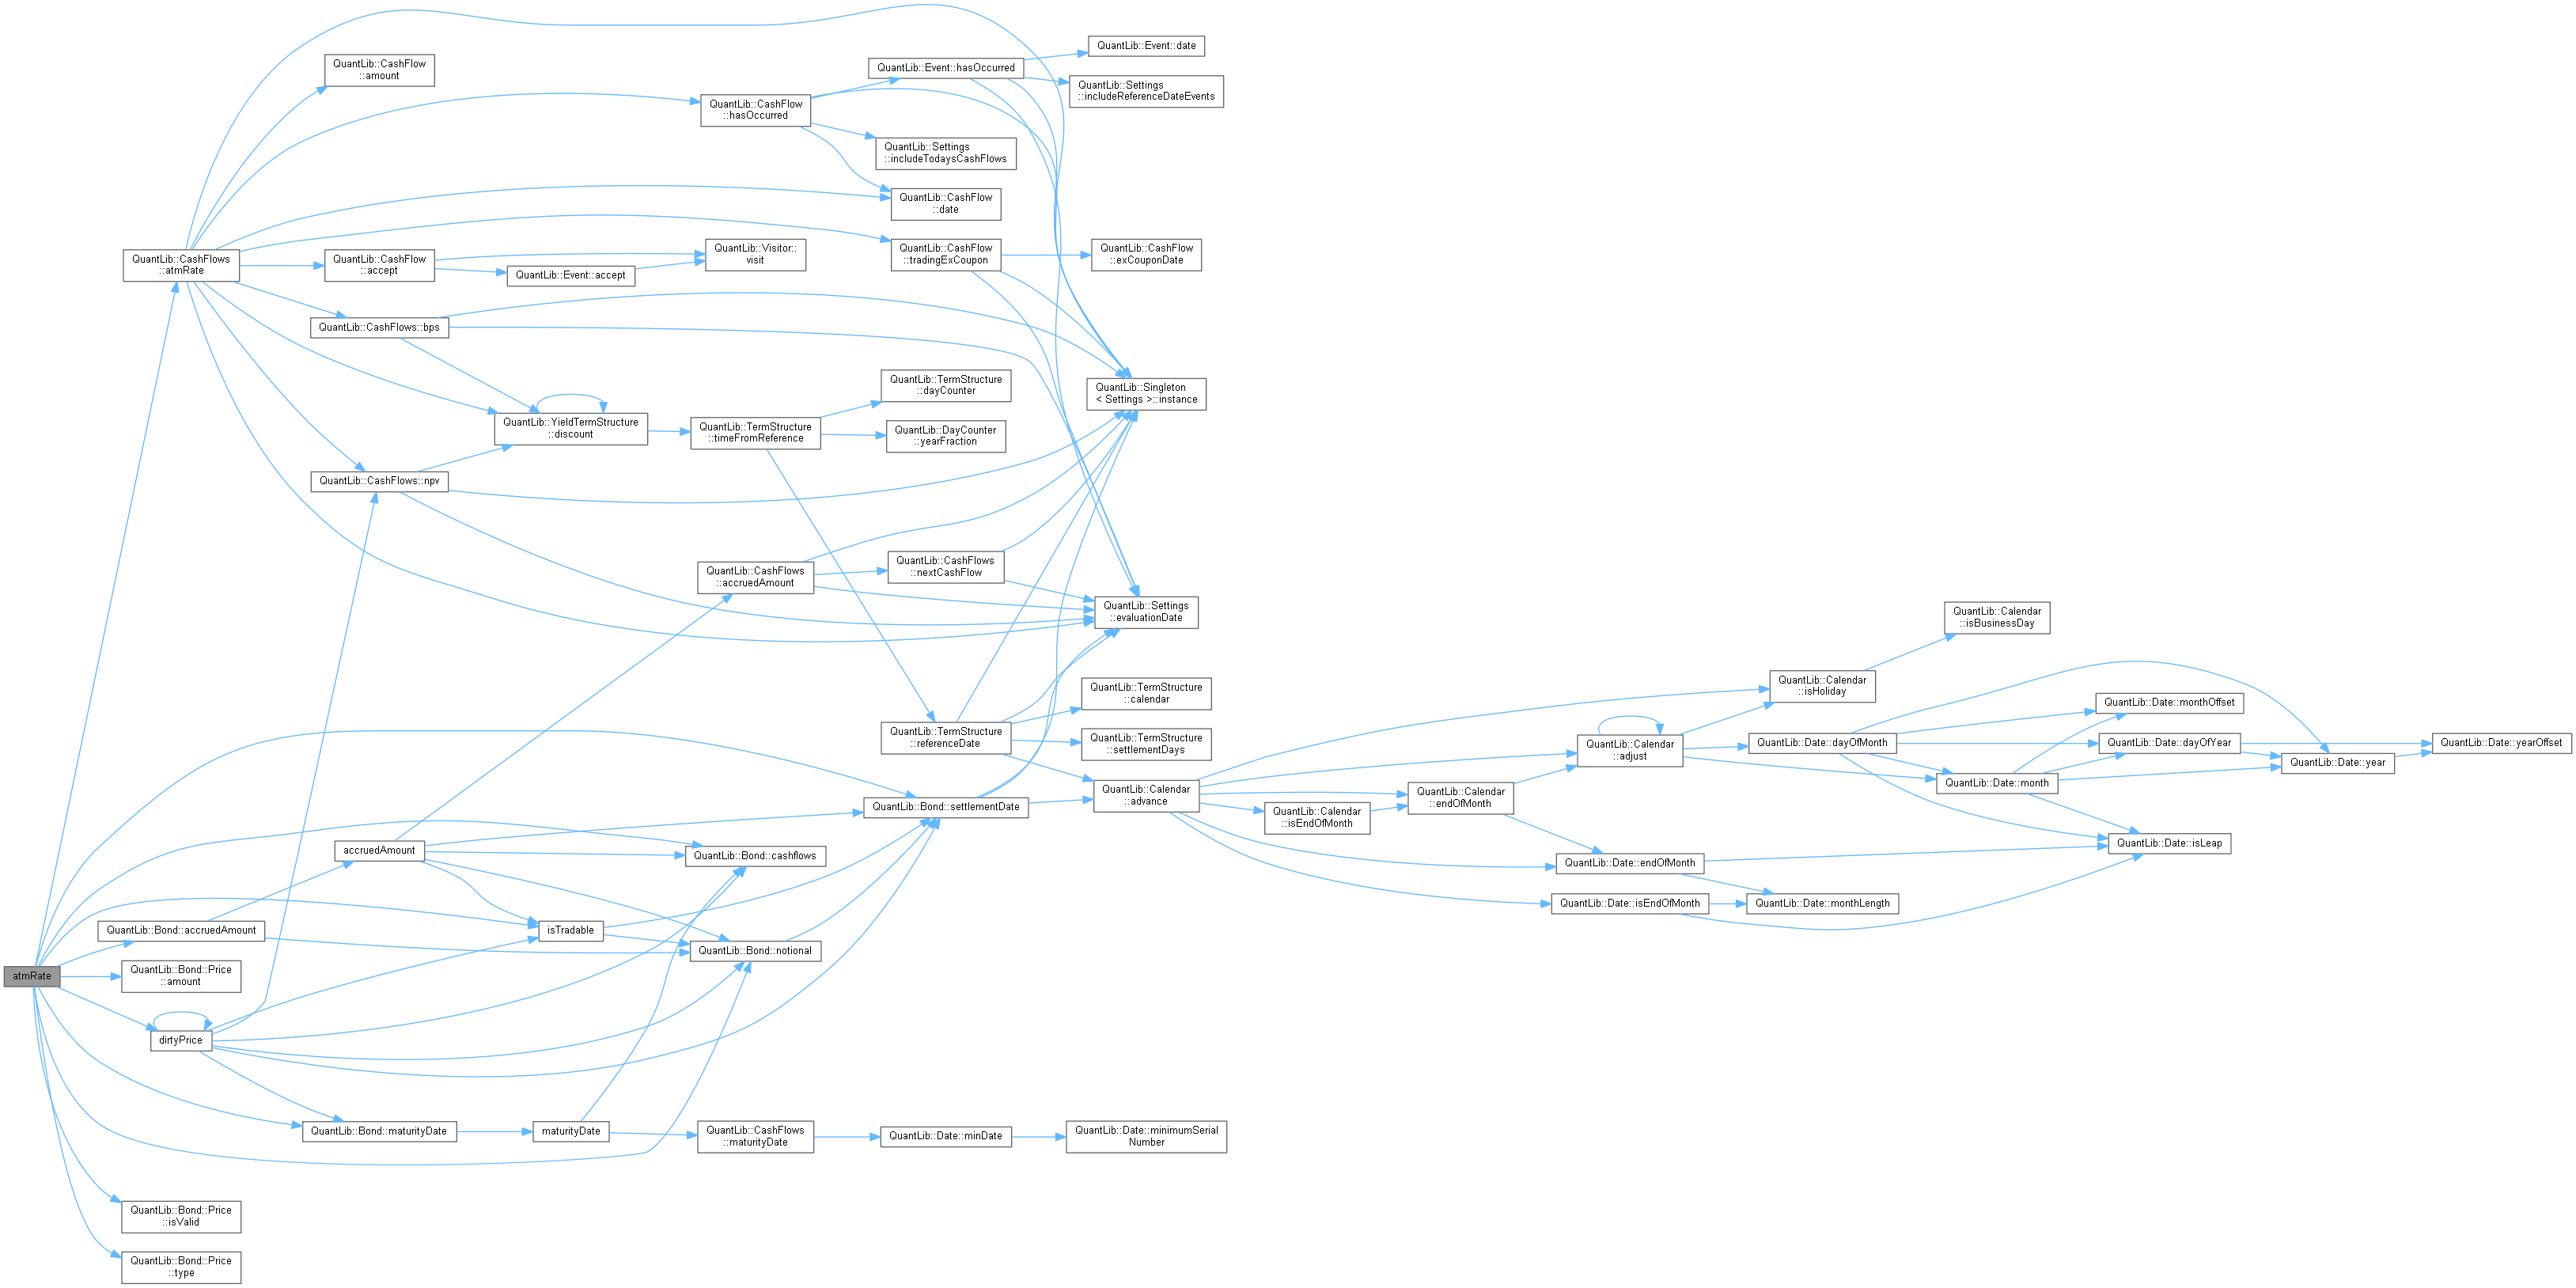 QuantLib::Event::date
QuantLib::CashFlow
::amount
QuantLib::Event::hasOccurred
QuantLib::Settings
::includeReferenceDateEvents
QuantLib::CashFlow
::hasOccurred
QuantLib::Settings
::includeTodaysCashFlows
QuantLib::CashFlow
::date
QuantLib::CashFlows
::atmRate
QuantLib::CashFlow
::accept
QuantLib::Event::accept
QuantLib::Visitor::
visit
QuantLib::CashFlow
::tradingExCoupon
QuantLib::CashFlow
::exCouponDate
QuantLib::CashFlows::bps
QuantLib::TermStructure
::dayCounter
QuantLib::Singleton
< Settings >::instance
QuantLib::YieldTermStructure
::discount
QuantLib::TermStructure
::timeFromReference
QuantLib::DayCounter
::yearFraction
QuantLib::CashFlows::npv
QuantLib::CashFlows
::accruedAmount
QuantLib::CashFlows
::nextCashFlow
QuantLib::Settings
::evaluationDate
QuantLib::Calendar
::isBusinessDay
QuantLib::TermStructure
::calendar
QuantLib::Calendar
::isHoliday
QuantLib::Date::monthOffset
QuantLib::TermStructure
::referenceDate
QuantLib::TermStructure
::settlementDays
QuantLib::Calendar
::adjust
QuantLib::Date::dayOfMonth
QuantLib::Date::dayOfYear
QuantLib::Date::yearOffset
QuantLib::Date::year
QuantLib::Date::month
QuantLib::Bond::settlementDate
QuantLib::Calendar
::advance
QuantLib::Calendar
::isEndOfMonth
QuantLib::Calendar
::endOfMonth
QuantLib::Date::isLeap
accruedAmount
QuantLib::Bond::cashflows
QuantLib::Date::endOfMonth
QuantLib::Date::isEndOfMonth
QuantLib::Date::monthLength
QuantLib::Bond::accruedAmount
isTradable
QuantLib::Bond::notional
atmRate
QuantLib::Bond::Price
::amount
dirtyPrice
QuantLib::Bond::maturityDate
maturityDate
QuantLib::CashFlows
::maturityDate
QuantLib::Date::minDate
QuantLib::Date::minimumSerial
Number
QuantLib::Bond::Price
::isValid
QuantLib::Bond::Price
::type